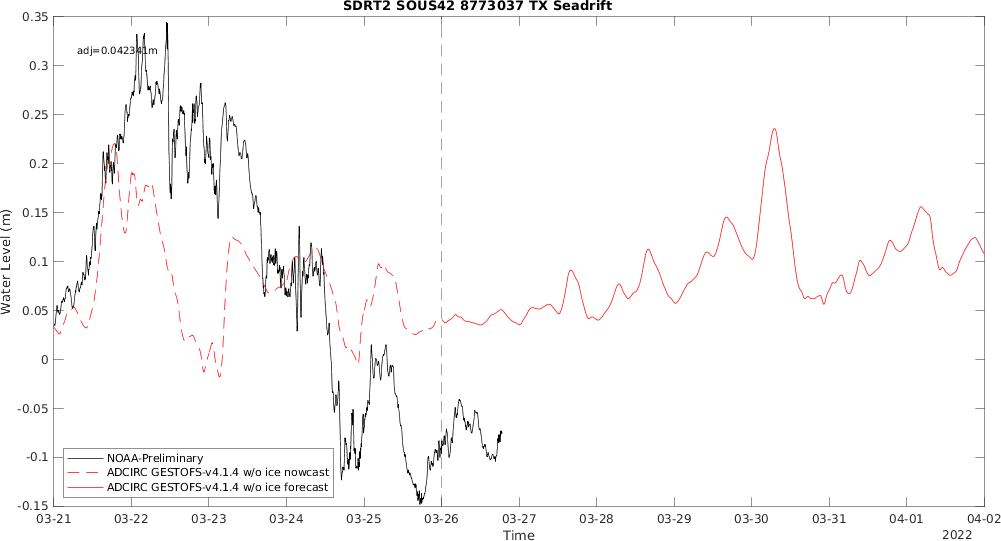 SDRT2 SOUS42 8773037 TX Seadrift
0.35
adj=0.042341m
0.3
0.25
0.2
0.15
0.1
0.05
0
-0.05
-0.1
-0.15
Water Level (m)
NOAA-Preliminary
ADCIRC GESTOFS-v4.1.4 w/o ice nowcast
ADCIRC GESTOFS-v4.1.4 w/o ice forecast
03-21 03-22 03-23 03-24 03-25 03-26 03-27 03-28 03-29 03-30 03-31 04-01 04-02
Time
2022